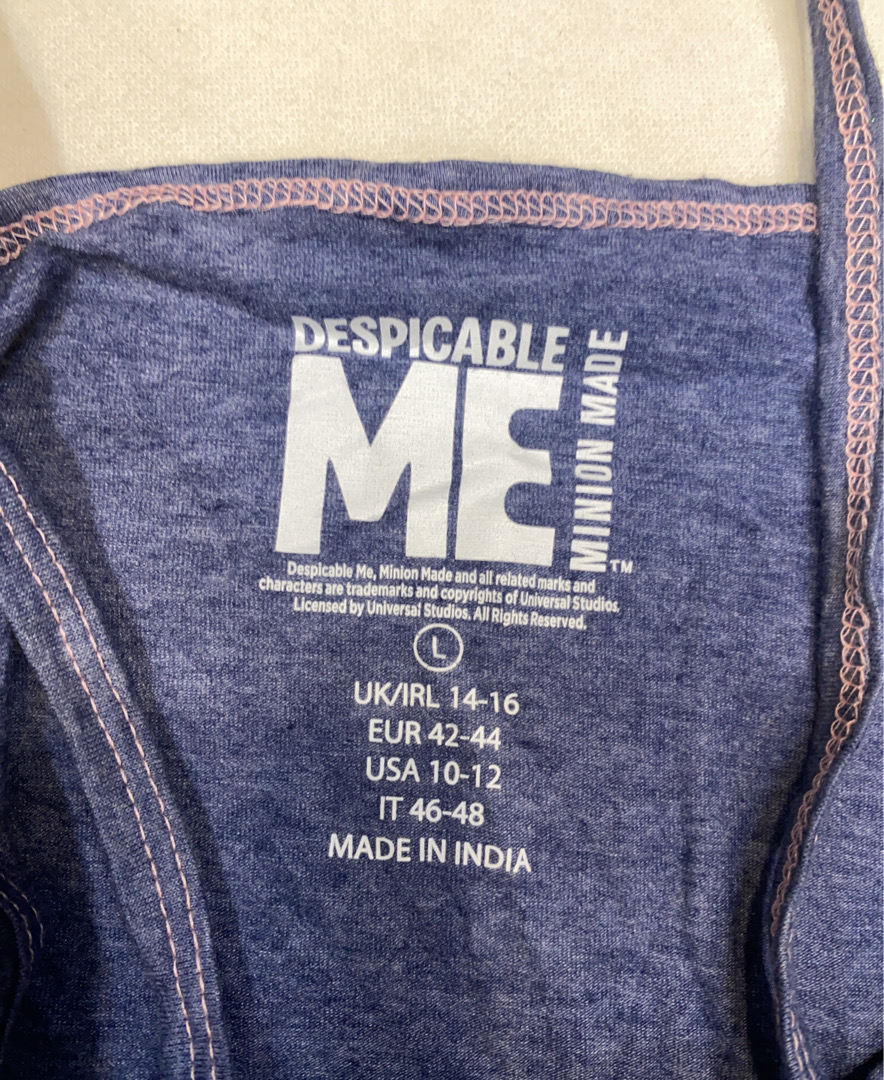 DESPICABLE
ME
MINION MADE
™
Despicable Me, Minion Made and all related marks and
characters are trademarks and copyrights of Universal Studios.
Licensed by Universal Studios. All Rights Reserved.
L
UK/IRL 14-16
EUR 42-44
USA 10-12
IT 46-48
MADE IN INDIA